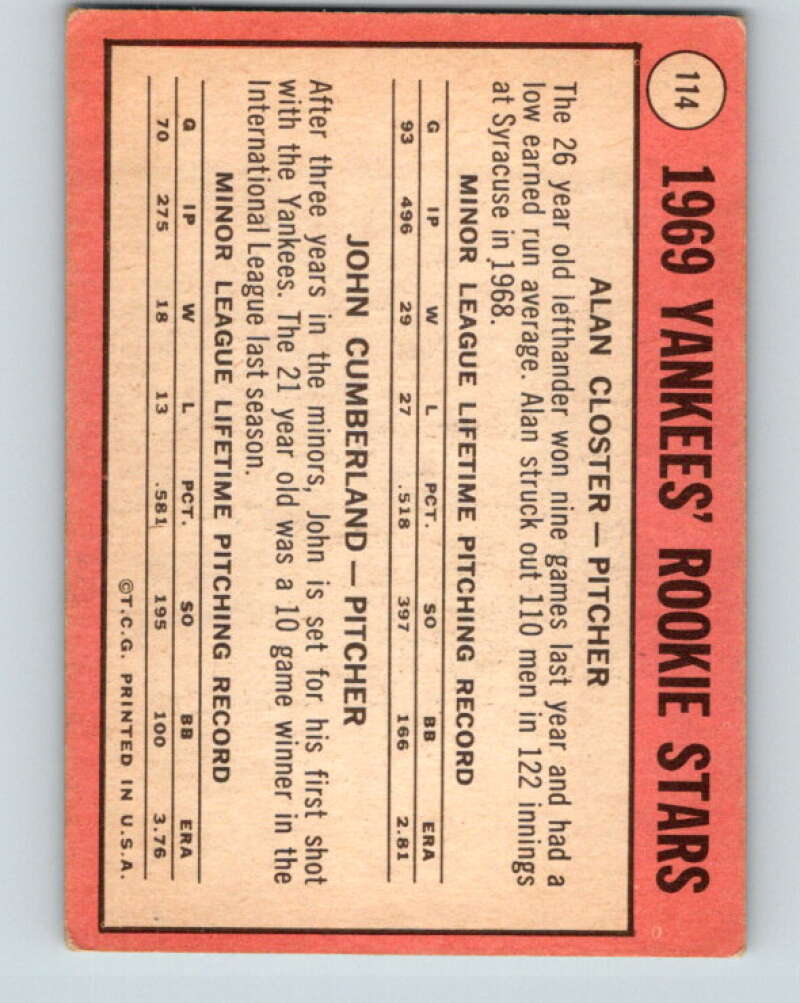 114
1969 YANKEES' ROOKIE STARS
ALAN CLOSTER — PITCHER
The 26 year old lefthander won nine games last year and had a
low earned run average. Alan struck out 110 men in 122 innings
at Syracuse in 1968.
MINOR LEAGUE LIFETIME PITCHING RECORD
G IP W L PCT. SO BB ERA
93 496 29 27 .518 397 166 2.81
JOHN CUMBERLAND — PITCHER
After three years in the minors, John is set for his first shot
with the Yankees. The 21 year old was a 10 game winner in the
International League last season.
MINOR LEAGUE LIFETIME PITCHING RECORD
G IP W L PCT. SO BB ERA
70 275 18 13 .581 195 100 3.76
©T.C.G. PRINTED IN U.S.A.